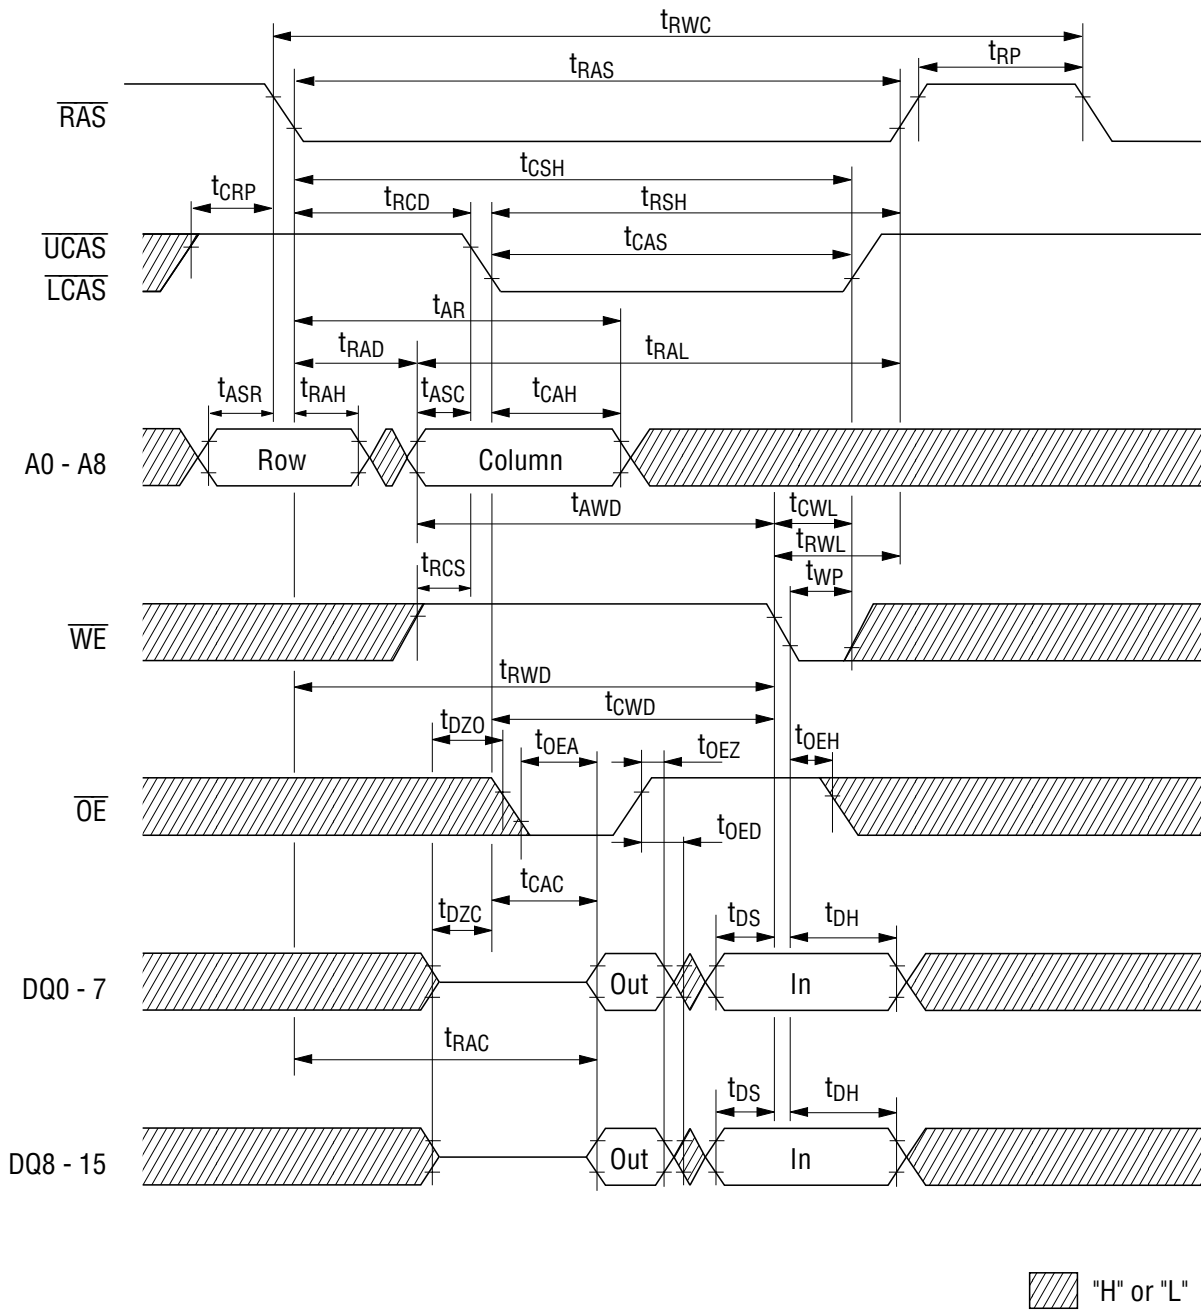 tRWC
tRP
tRAS
RAS
tCSH
tCRP
tRCD
tRSH
UCAS
tCAS
LCAS
tAR
tRAD
tRAL
tASR
tRAH
tASC
tCAH
A0 - A8
Row
Column
tAWD
tCWL
tRWL
tRCS
tWP
WE
tRWD
tCWD
tDZO
tOEA
tOEZ
tOEH
OE
tOED
tCAC
tDZC
tDS
tDH
DQ0 - 7
Out
In
tRAC
tDS
tDH
DQ8 - 15
Out
In
"H" or "L"